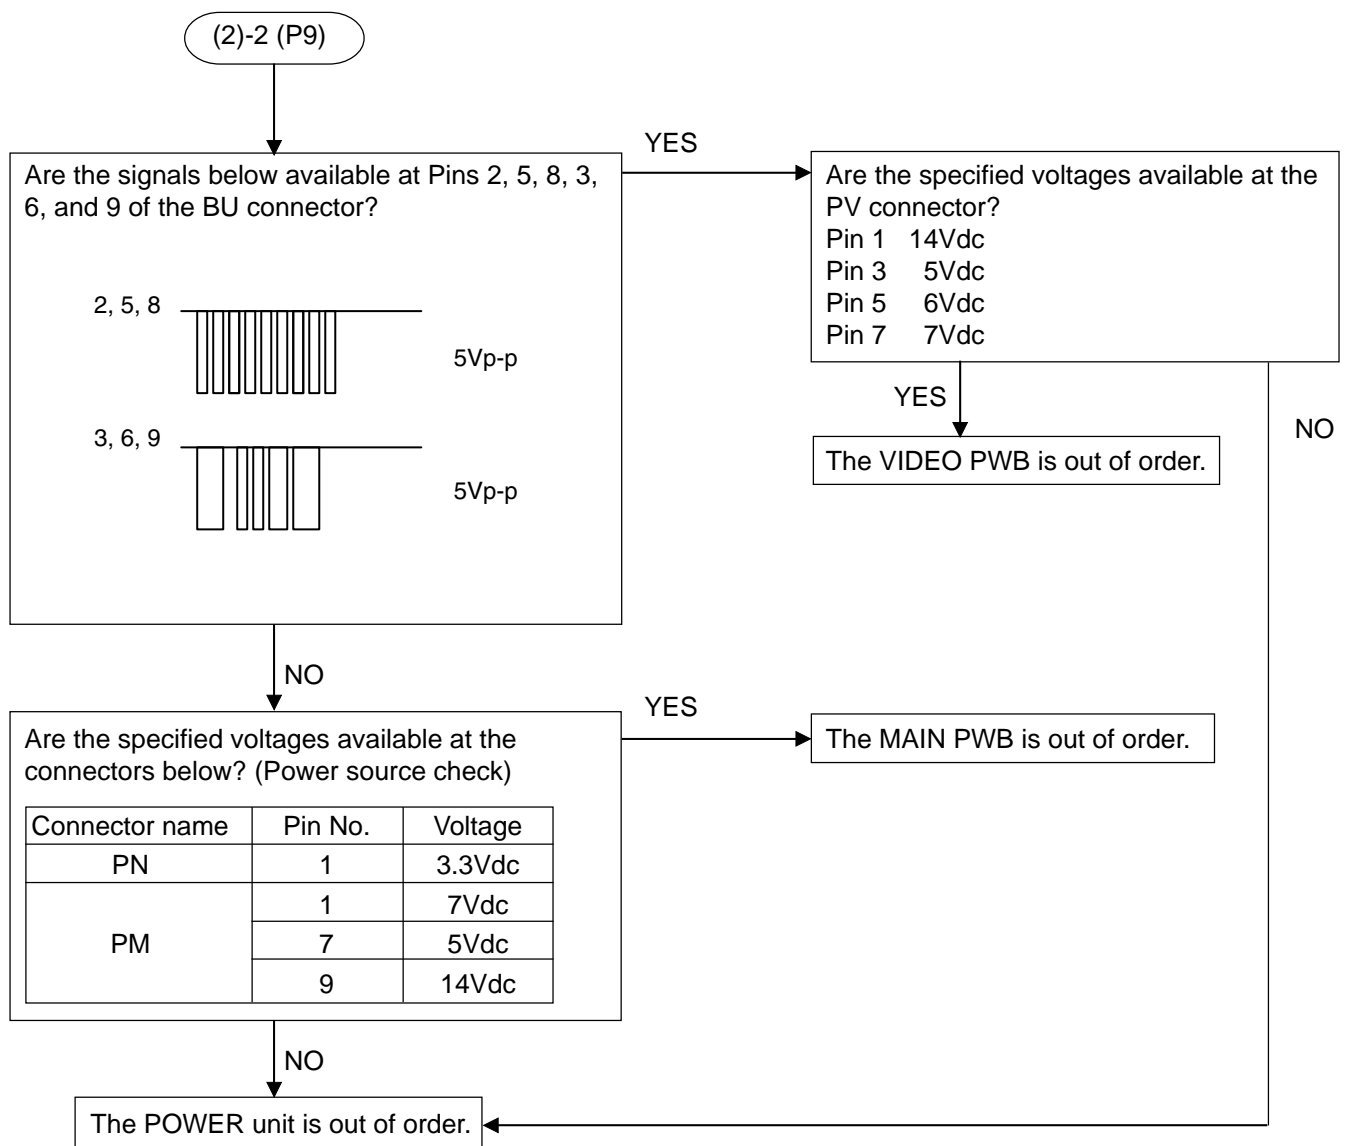 (2)-2 (P9)
YES
Are the signals below available at Pins 2, 5, 8, 3,
6, and 9 of the BU connector?
2, 5, 8
5Vp-p
3, 6, 9
5Vp-p
Are the specified voltages available at the
PV connector?
Pin 1 14Vdc
Pin 3 5Vdc
Pin 5 6Vdc
Pin 7 7Vdc
YES
NO
The VIDEO PWB is out of order.
NO
YES
Are the specified voltages available at the
connectors below? (Power source check)
Connector name Pin No. Voltage
PN 1 3.3Vdc
1 7Vdc
PM 7 5Vdc
9 14Vdc
The MAIN PWB is out of order.
NO
The POWER unit is out of order.